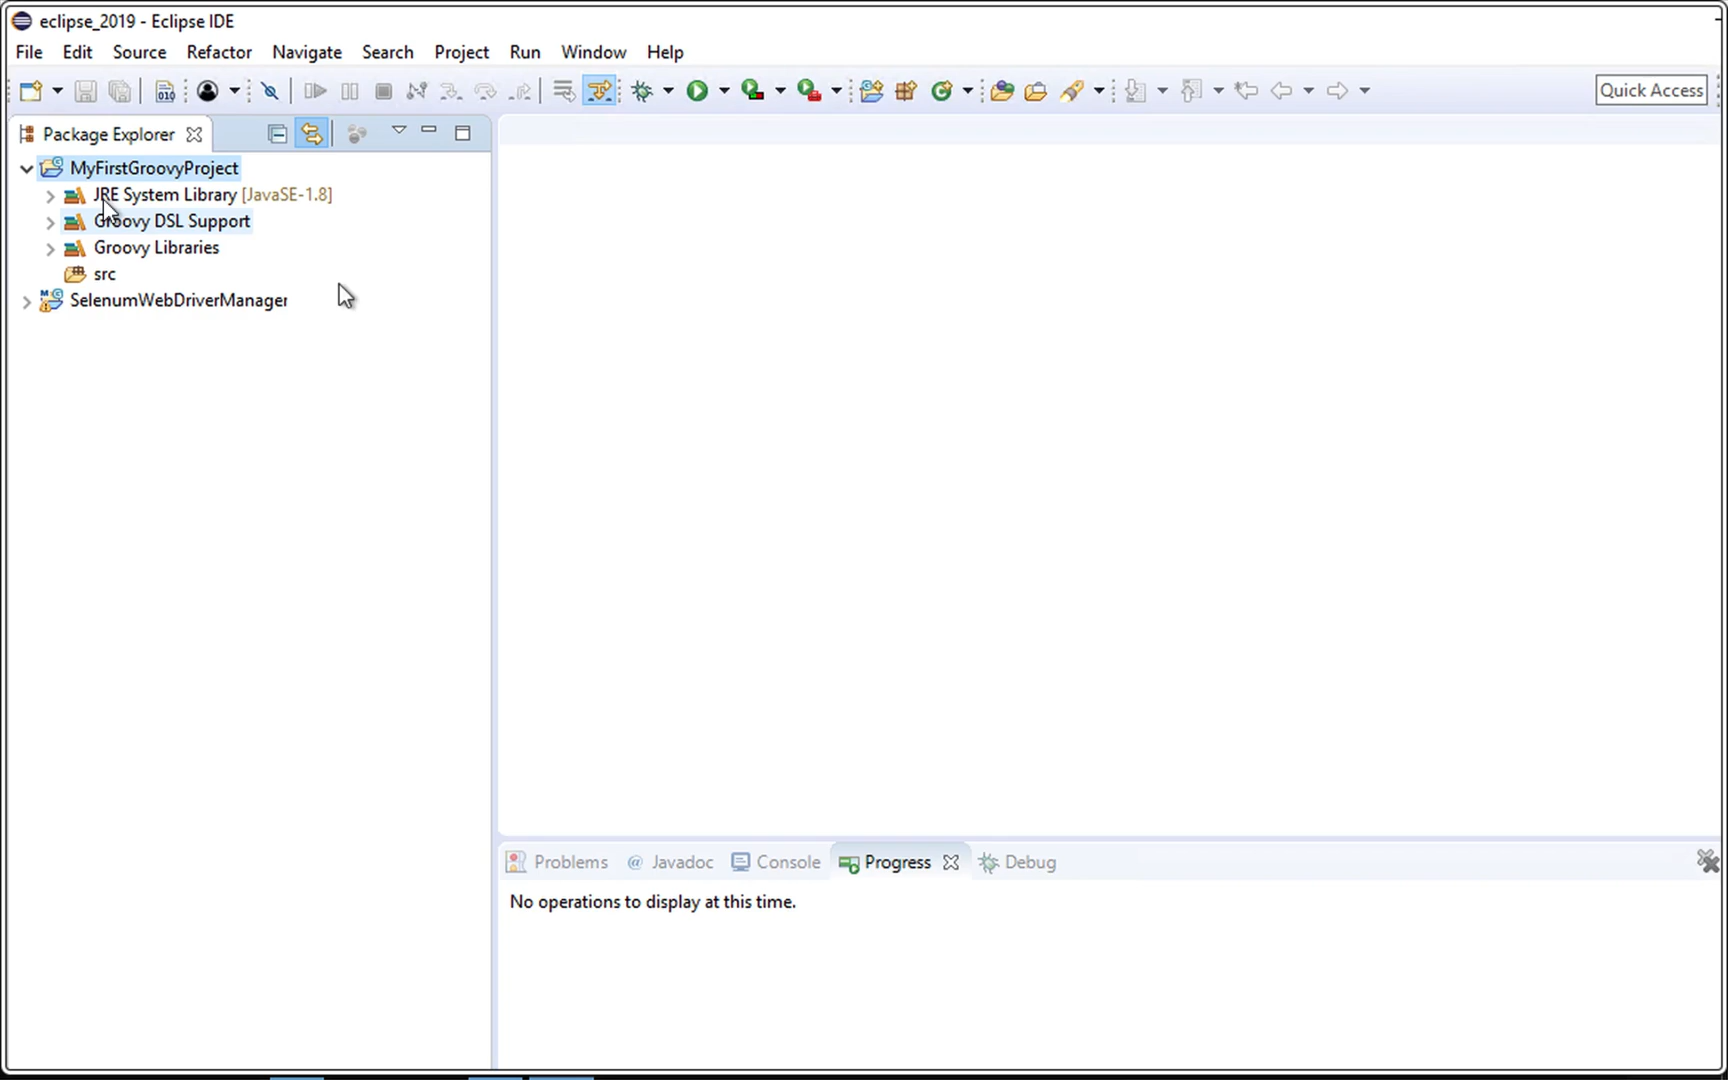 eclipse_2019 - Eclipse IDE
File Edit Source Refactor Navigate Search Project Run Window Help
010
Quick Access
Package Explorer
MyFirstGroovyProject
JRE System Library [JavaSE-1.8]
Groovy DSL Support
Groovy Libraries
src
SelenumWebDriverManager
Problems @ Javadoc Console Progress Debug
No operations to display at this time.